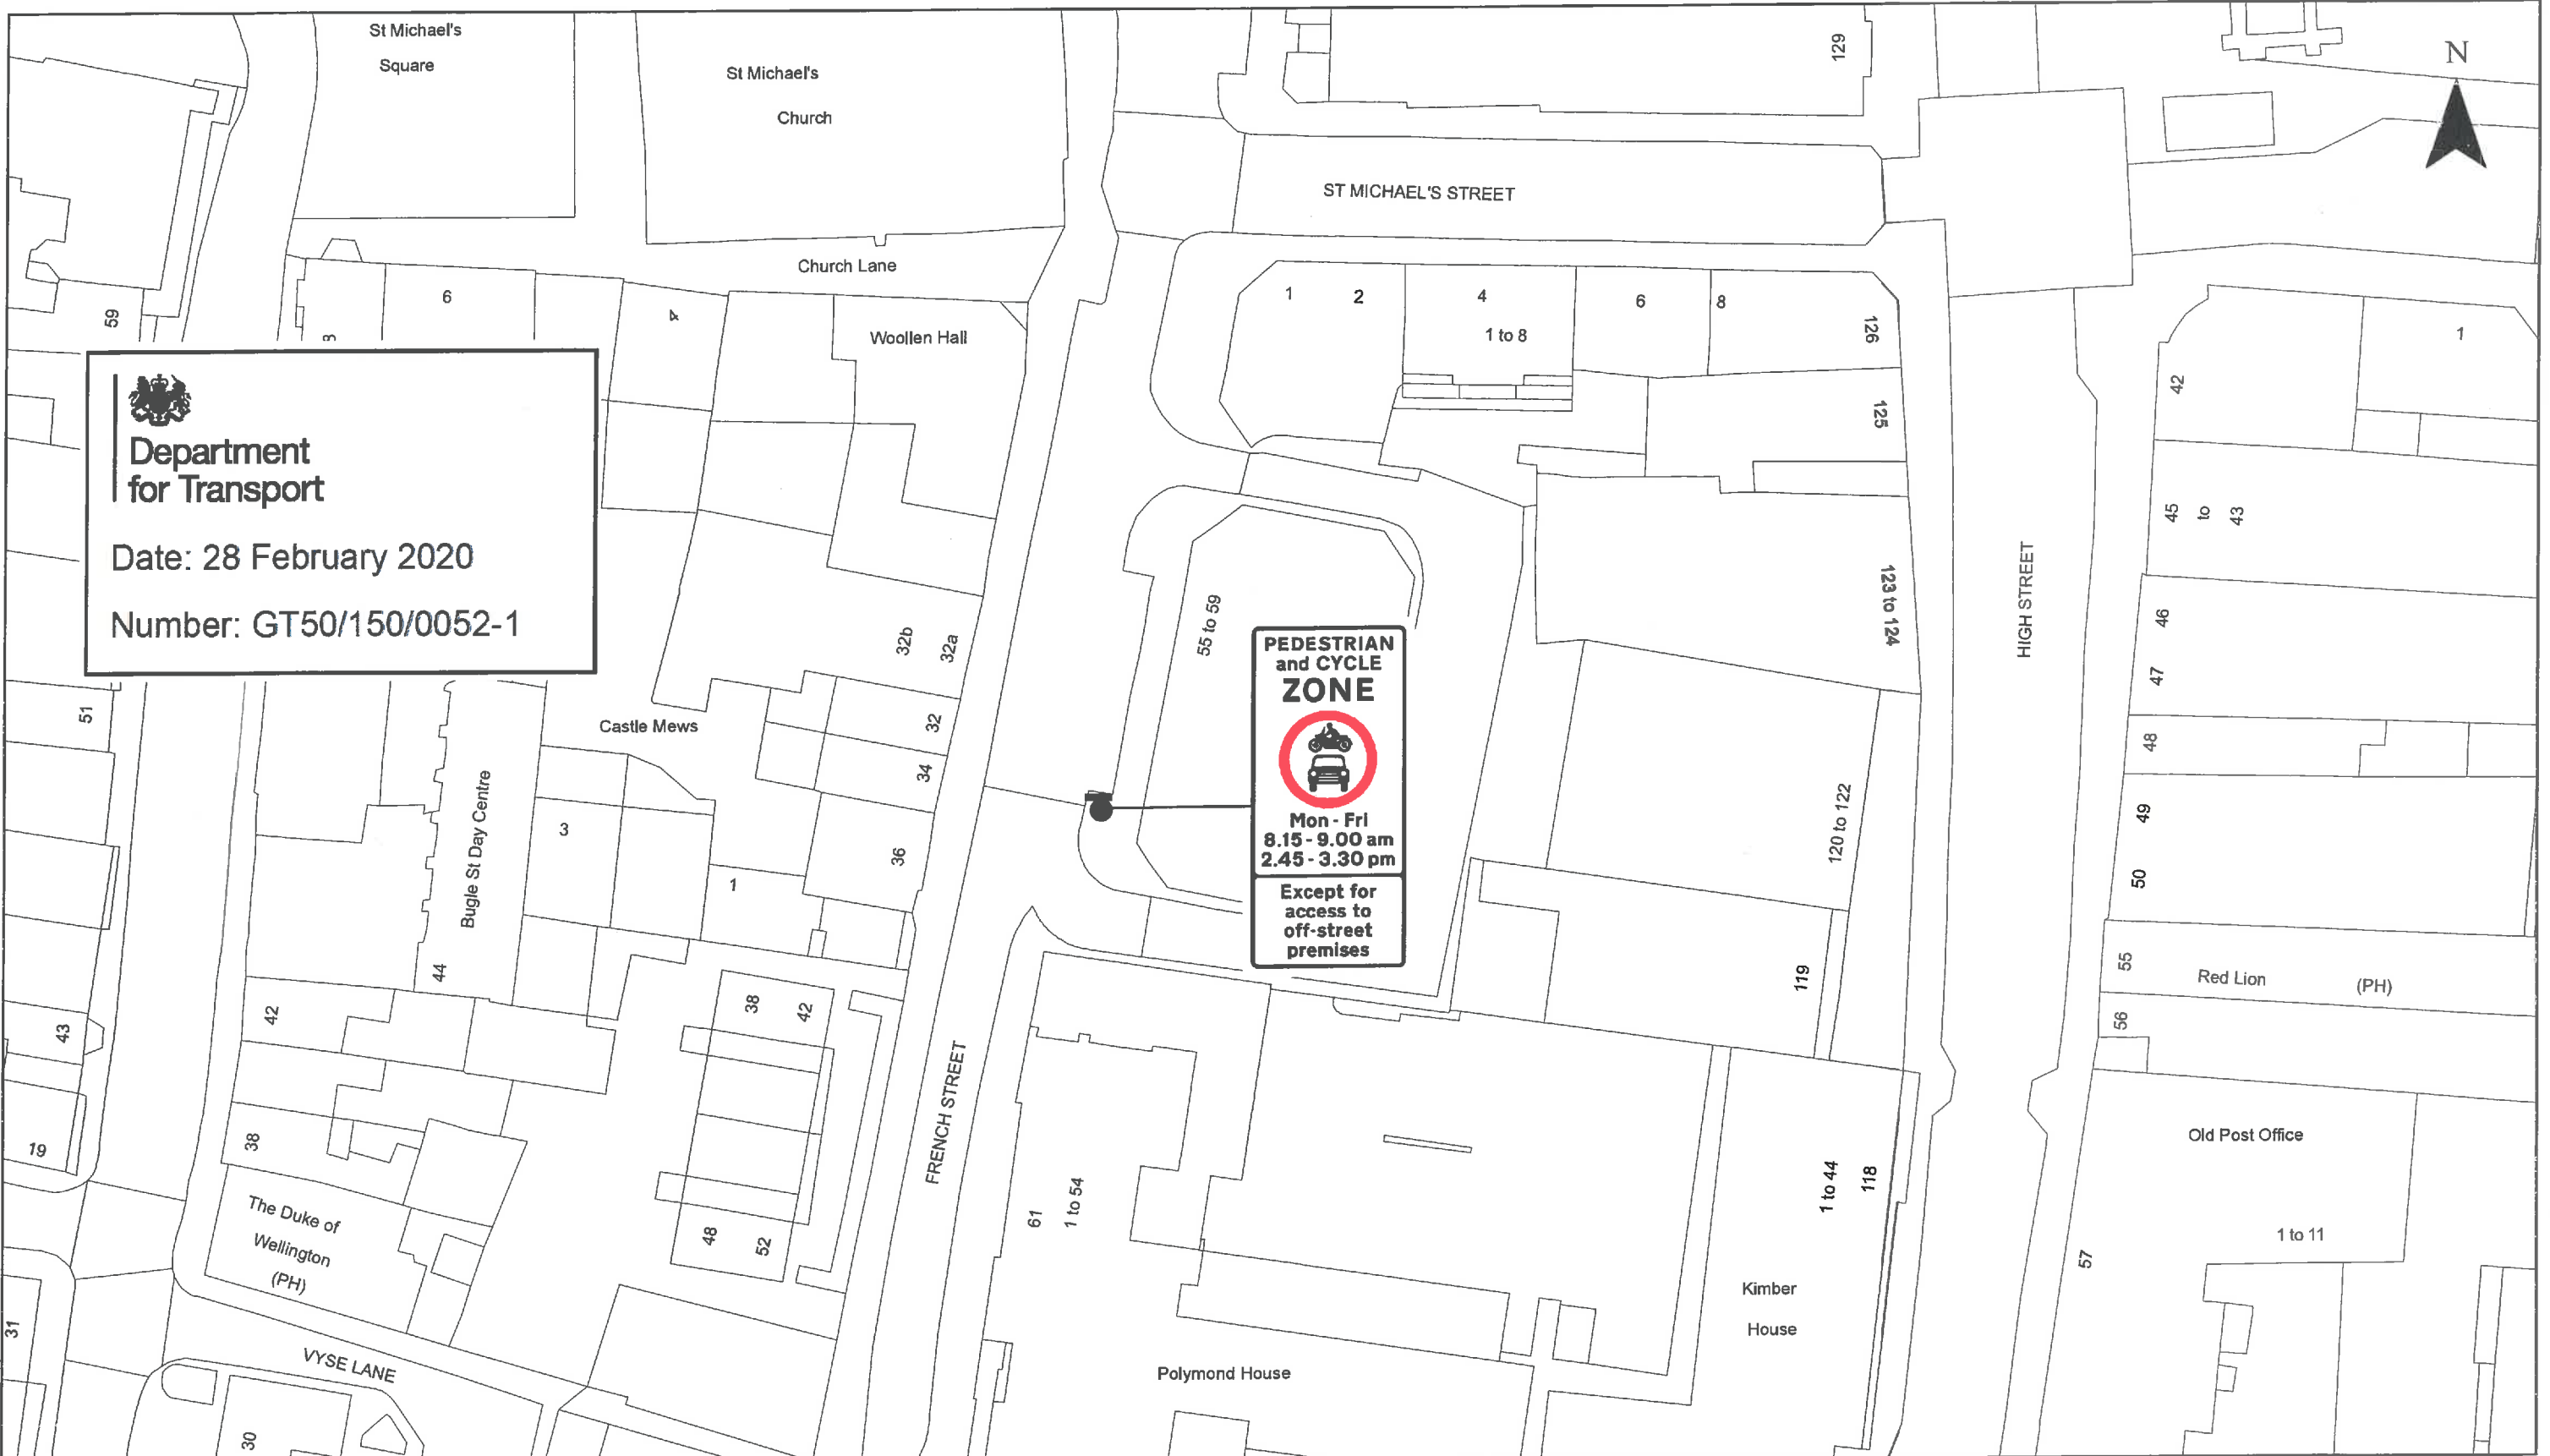 St Michael's
Square
St Michael's
Church
129
N
ST MICHAEL'S STREET
Church Lane
59
6
4
Woollen Hall
1
2
4
1 to 8
6
8
126
42
1
125
Department
for Transport
Date: 28 February 2020
Number: GT50/150/0052-1
45
to
43
HIGH STREET
123 to 124
46
47
48
49
50
55 to 59
32b
32a
32
34
36
51
Castle Mews
Bugle St Day Centre
44
3
1
PEDESTRIAN
and CYCLE
ZONE
Mon - Fri
8.15 - 9.00 am
2.45 - 3.30 pm
Except for
access to
off-street
premises
120 to 122
119
55
Red Lion (PH)
56
43
42
38
42
FRENCH STREET
19
38
The Duke of
Wellington
(PH)
48
52
61
1 to 54
1 to 44
118
Old Post Office
1 to 11
57
Kimber
House
31
VYSE LANE
Polymond House
30